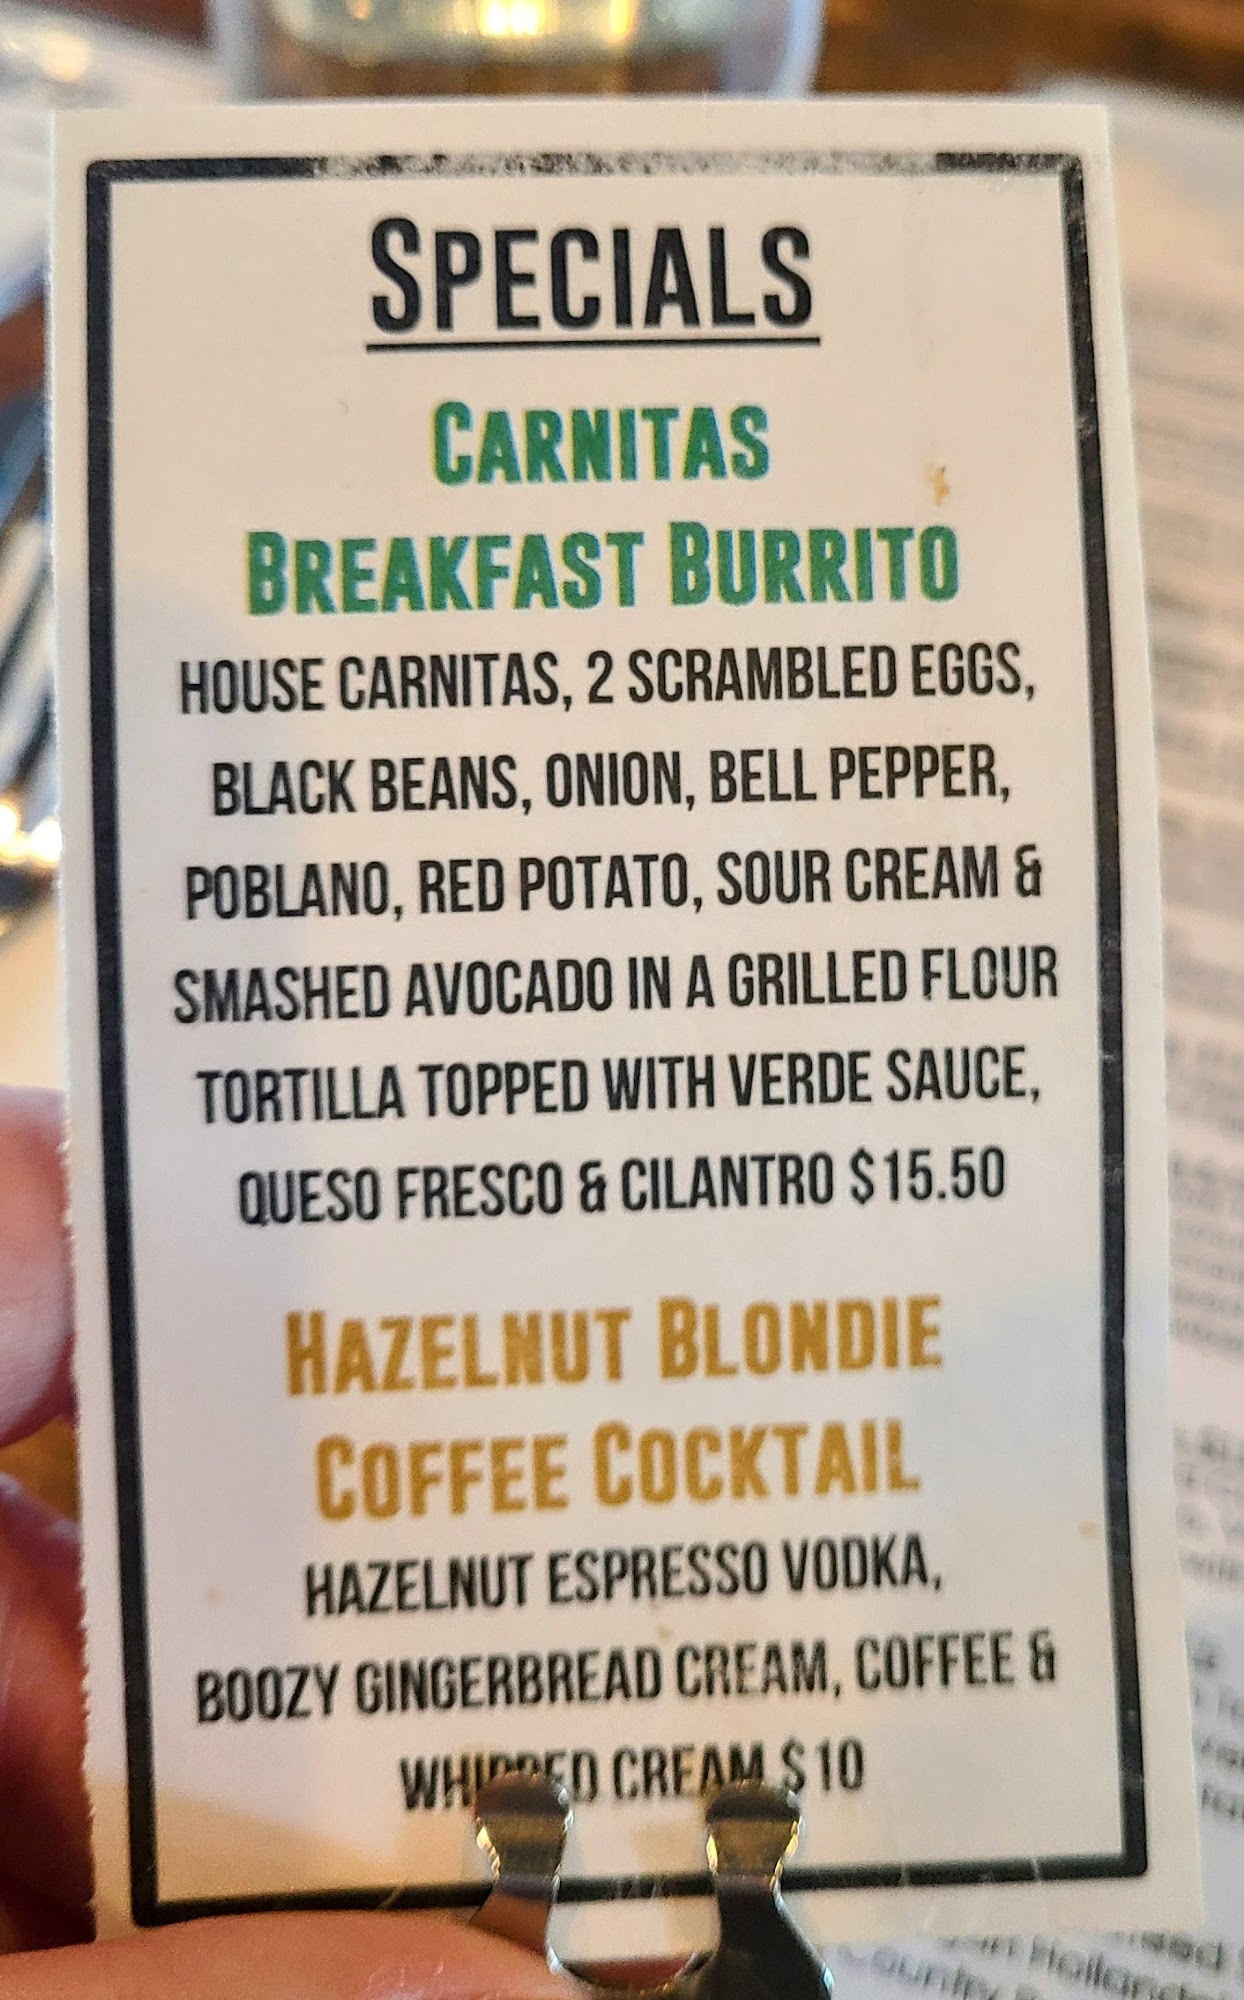 SPECIALS
CARNITAS
BREAKFAST BURRITO
HOUSE CARNITAS, 2 SCRAMBLED EGGS,
BLACK BEANS, ONION, BELL PEPPER,
POBLANO, RED POTATO, SOUR CREAM &
SMASHED AVOCADO IN A GRILLED FLOUR
TORTILLA TOPPED WITH VERDE SAUCE,
QUESO FRESCO & CILANTRO $15.50
HAZELNUT BLONDIE
COFFEE COCKTAIL
HAZELNUT ESPRESSO VODKA,
BOOZY GINGERBREAD CREAM, COFFEE &
WHIPPED CREAM $10
Country